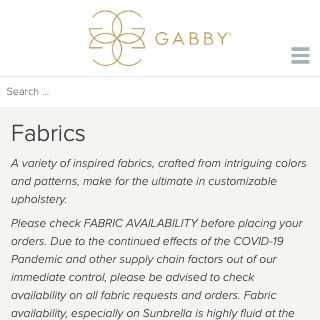 GABBY®
Search ...
Fabrics
A variety of inspired fabrics, crafted from intriguing colors
and patterns, make for the ultimate in customizable
upholstery.
Please check FABRIC AVAILABILITY before placing your
orders. Due to the continued effects of the COVID-19
Pandemic and other supply chain factors out of our
immediate control, please be advised to check
availability on all fabric requests and orders. Fabric
availability, especially on Sunbrella is highly fluid at the